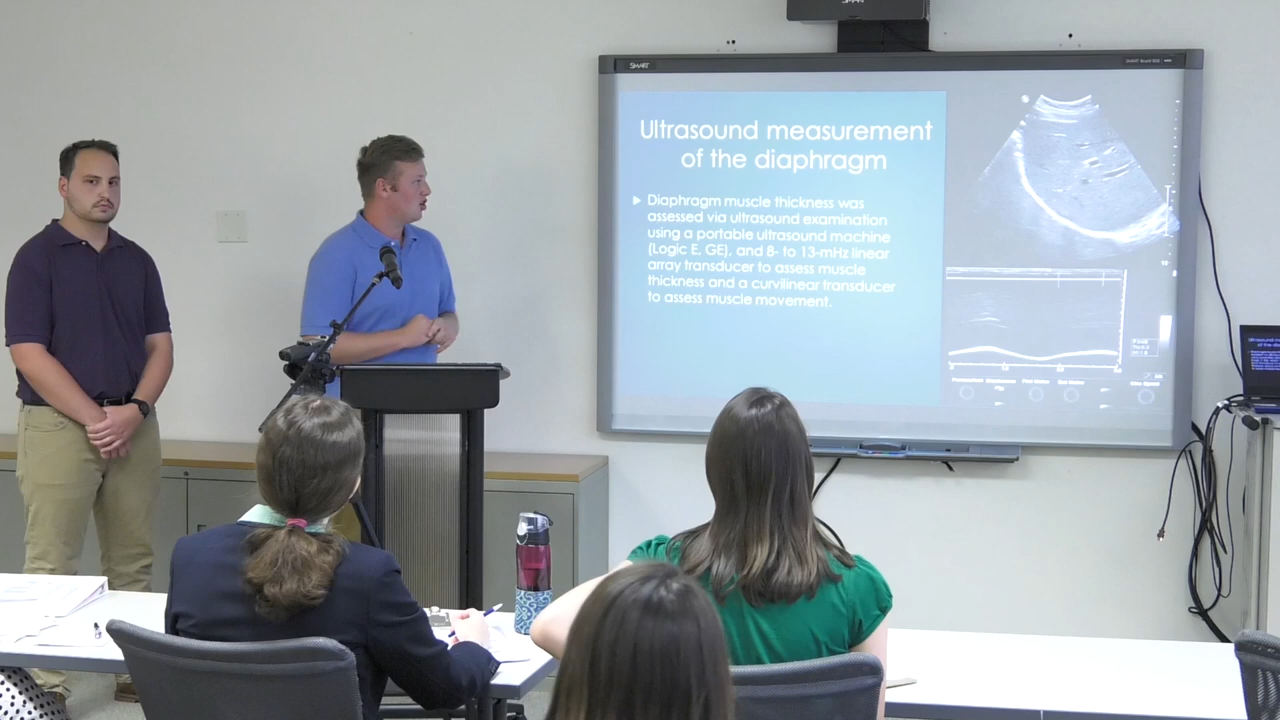 SMART
SMART
Ultrasound measurement
of the diaphragm
Diaphragm muscle thickness was
assessed via ultrasound examination
using a portable ultrasound machine
(Logic E, GE), and 8- to 13-mHz linear
array transducer to assess muscle
thickness and a curvilinear transducer
to assess muscle movement.